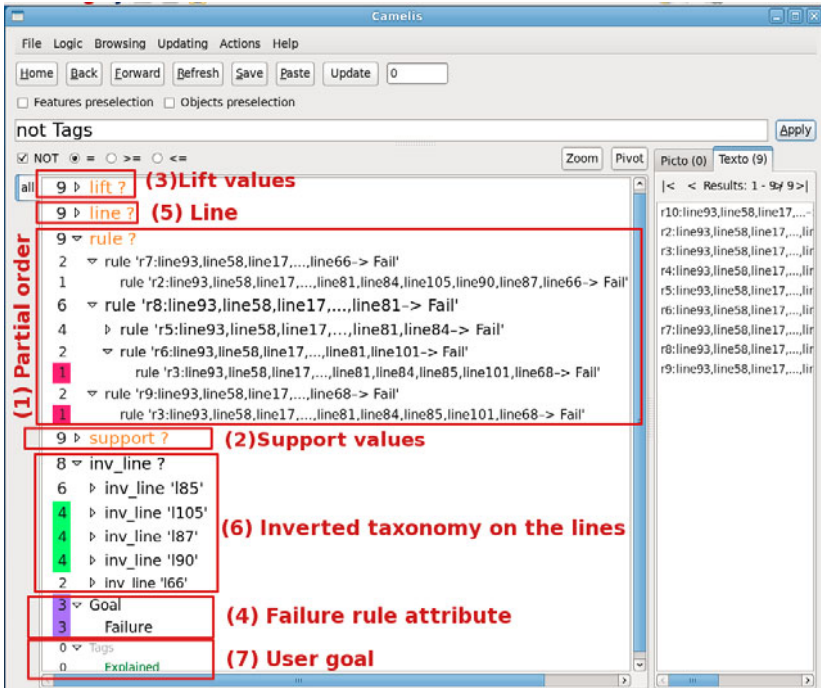 Camelis
File Logic Browsing Updating Actions Help
Home Back Forward Refresh Save Paste Update 0
Features preselection Objects preselection
not Tags Apply
NOT = >= <= Zoom Pivot Picto (0) Texto (9)
all 9 lift ? (3)Lift values |< < Results: 1 - 9/ 9 >|
9 line ? (5) Line
(1) Partial order
9 rule ?
2 rule 'r7:line93,line58,line17,...,line66-> Fail'
1 rule 'r2:line93,line58,line17,...,line81,line84,line105,line90,line87,line66-> Fail'
6 rule 'r8:line93,line58,line17,...,line81-> Fail'
4 rule 'r5:line93,line58,line17,...,line81,line84-> Fail'
2 rule 'r6:line93,line58,line17,...,line81,line101-> Fail'
1 rule 'r3:line93,line58,line17,...,line81,line84,line85,line101,line68-> Fail'
2 rule 'r9:line93,line58,line17,...,line68-> Fail'
1 rule 'r3:line93,line58,line17,...,line81,line84,line85,line101,line68-> Fail'
9 support ? (2)Support values
8 inv_line ?
6 inv_line 'l85'
4 inv_line 'l105'
4 inv_line 'l87'
4 inv_line 'l90'
2 inv_line 'l66'
(6) Inverted taxonomy on the lines
3 Goal
3 Failure
(4) Failure rule attribute
0 Tags
0 Explained
(7) User goal
r10:line93,line58,line17,...-
r2:line93,line58,line17,...,lir
r3:line93,line58,line17,...,lir
r4:line93,line58,line17,...,lir
r5:line93,line58,line17,...,lir
r6:line93,line58,line17,...,lir
r7:line93,line58,line17,...,lir
r8:line93,line58,line17,...,lir
r9:line93,line58,line17,...,lir